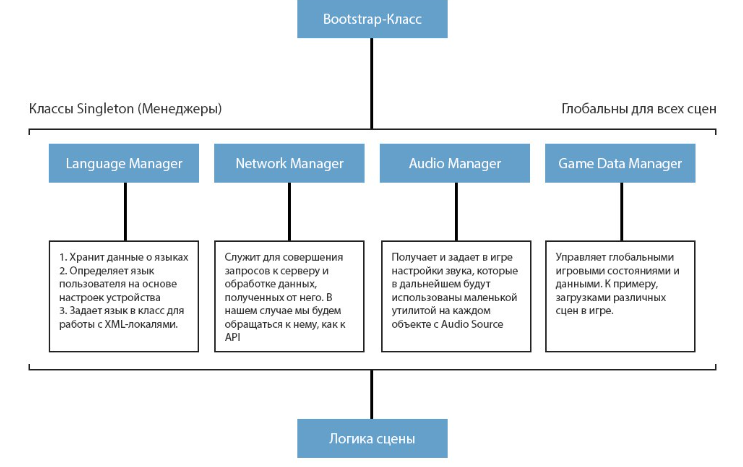 Bootstrap-Класс
Классы Singleton (Менеджеры)
Глобальны для всех сцен
Language Manager
Network Manager
Audio Manager
Game Data Manager
1. Хранит данные о языках
2. Определяет язык
пользователя на основе
настроек устройства
3. Задает язык в класс для
работы с XML-локалями.
Служит для совершения
запросов к серверу и
обработке данных,
полученных от него. В
нашем случае мы будем
обращаться к нему, как к
API
Получает и задает в игре
настройки звука, которые
в дальнейшем будут
использованы маленькой
утилитой на каждом
объекте с Audio Source
Управляет глобальными
игровыми состояниями и
данными. К примеру,
загрузками различных
сцен в игре.
Логика сцены